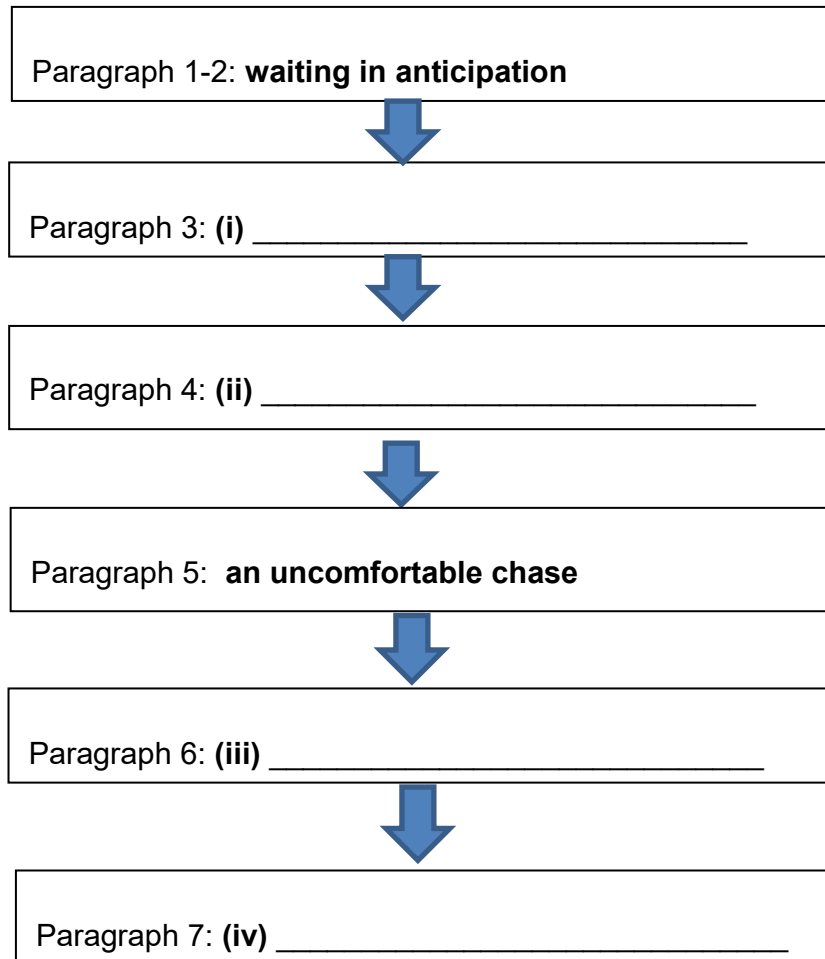 Paragraph 1-2: waiting in anticipation
Paragraph 3: (i) ______________________________
Paragraph 4: (ii) ______________________________
Paragraph 5: an uncomfortable chase
Paragraph 6: (iii) ______________________________
Paragraph 7: (iv) _______________________________